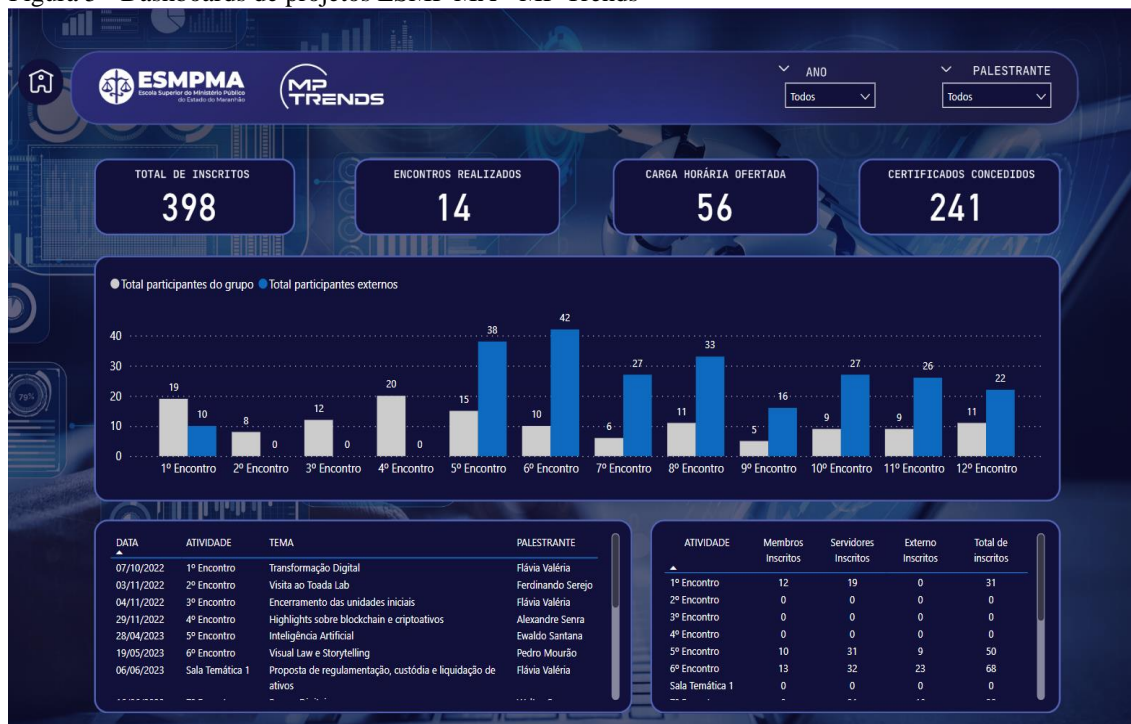 Figura 3 - Dashboards de projetos ESMP-MA - MP Trends
ESMPMA
Escola Superior do Ministério Público
do Estado do Maranhão
MP
TRENDS
ANO
Todos
PALESTRANTE
Todos
TOTAL DE INSCRITOS
398
ENCONTROS REALIZADOS
14
CARGA HORÁRIA OFERTADA
56
CERTIFICADOS CONCEDIDOS
241
Total participantes do grupo Total participantes externos
40
30
20
10
0
19 10 8 0 12 0 20 0 15 38 10 42 6 27 11 33 5 16 9 27 9 26 11 22
1º Encontro 2º Encontro 3º Encontro 4º Encontro 5º Encontro 6º Encontro 7º Encontro 8º Encontro 9º Encontro 10º Encontro 11º Encontro 12º Encontro
79%
DATA ATIVIDADE TEMA PALESTRANTE
07/10/2022 1º Encontro Transformação Digital Flávia Valéria
03/11/2022 2º Encontro Visita ao Toada Lab Ferdinando Serejo
04/11/2022 3º Encontro Encerramento das unidades iniciais Flávia Valéria
29/11/2022 4º Encontro Highlights sobre blockchain e criptoativos Alexandre Senra
28/04/2023 5º Encontro Inteligência Artificial Ewaldo Santana
19/05/2023 6º Encontro Visual Law e Storytelling Pedro Mourão
06/06/2023 Sala Temática 1 Proposta de regulamentação, custódia e liquidação de Flávia Valéria
ativos
ATIVIDADE Membros Servidores Externo Total de
Inscritos Inscritos Inscritos inscritos
1º Encontro 12 19 0 31
2º Encontro 0 0 0 0
3º Encontro 0 0 0 0
4º Encontro 0 0 0 0
5º Encontro 10 31 9 50
6º Encontro 13 32 23 68
Sala Temática 1 0 0 0 0